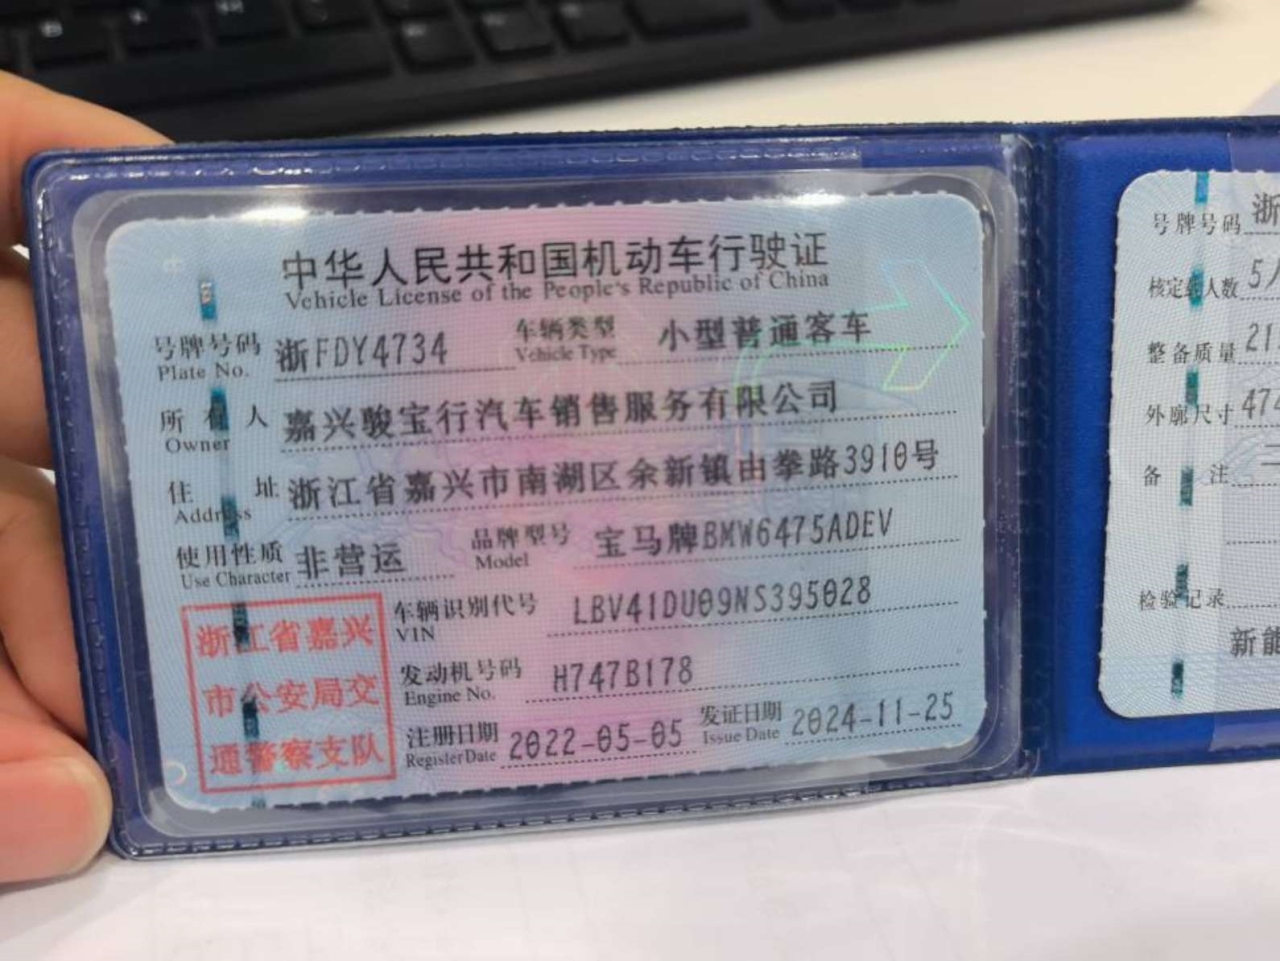 中华人民共和国机动车行驶证
Vehicle License of the People's Republic of China
号牌号码 浙FDY4734 车辆类型 小型普通客车
Plate No. Vehicle Type
所有人 嘉兴骏宝行汽车销售服务有限公司
Owner
住址 浙江省嘉兴市南湖区余新镇由拳路3910号
Address
使用性质 非营运 品牌型号 宝马牌BMW6475ADEV
Use Character Model
车辆识别代号 LBV41DU09NS395028
VIN
发动机号码 H747B178
Engine No.
注册日期 2022-05-05 发证日期 2024-11-25
Register Date Issue Date
浙江省嘉兴
市公安局交
通警察支队
号牌号码 浙
核定载人数 5
整备质量 21
外廓尺寸 47
备注
检验记录
新能